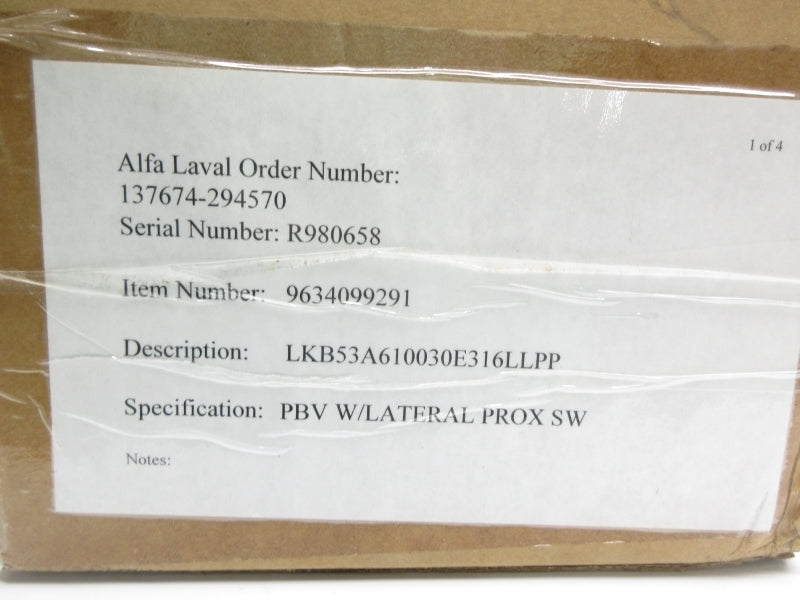 1 of 4
Alfa Laval Order Number:
137674-294570
Serial Number: R980658
Item Number: 9634099291
Description: LKB53A610030E316LLPP
Specification: PBV W/LATERAL PROX SW
Notes: